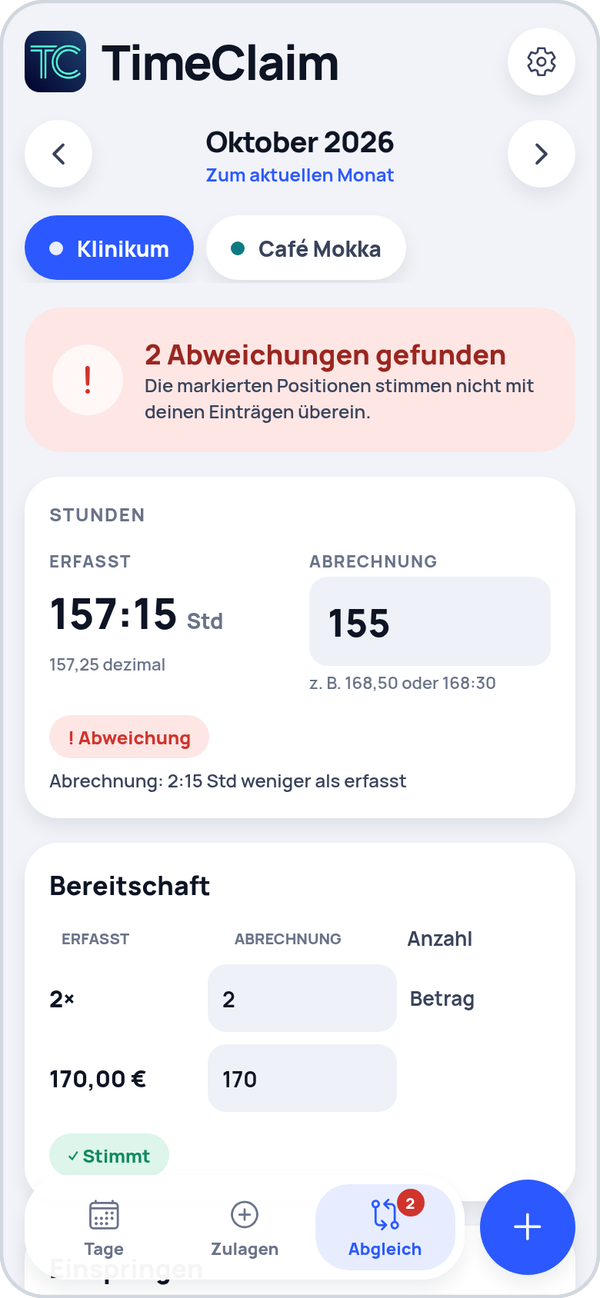 TC TimeClaim
Oktober 2026
Zum aktuellen Monat
Klinikum
Café Mokka
!
2 Abweichungen gefunden
Die markierten Positionen stimmen nicht mit
deinen Einträgen überein.
STUNDEN
ERFASST
ABRECHNUNG
157:15 Std
155
157,25 dezimal
z. B. 168,50 oder 168:30
! Abweichung
Abrechnung: 2:15 Std weniger als erfasst
Bereitschaft
ERFASST
ABRECHNUNG
Anzahl
2×
2
Betrag
170,00 €
170
✓ Stimmt
Tage
Zulagen
2
Abgleich
+
Einspringen